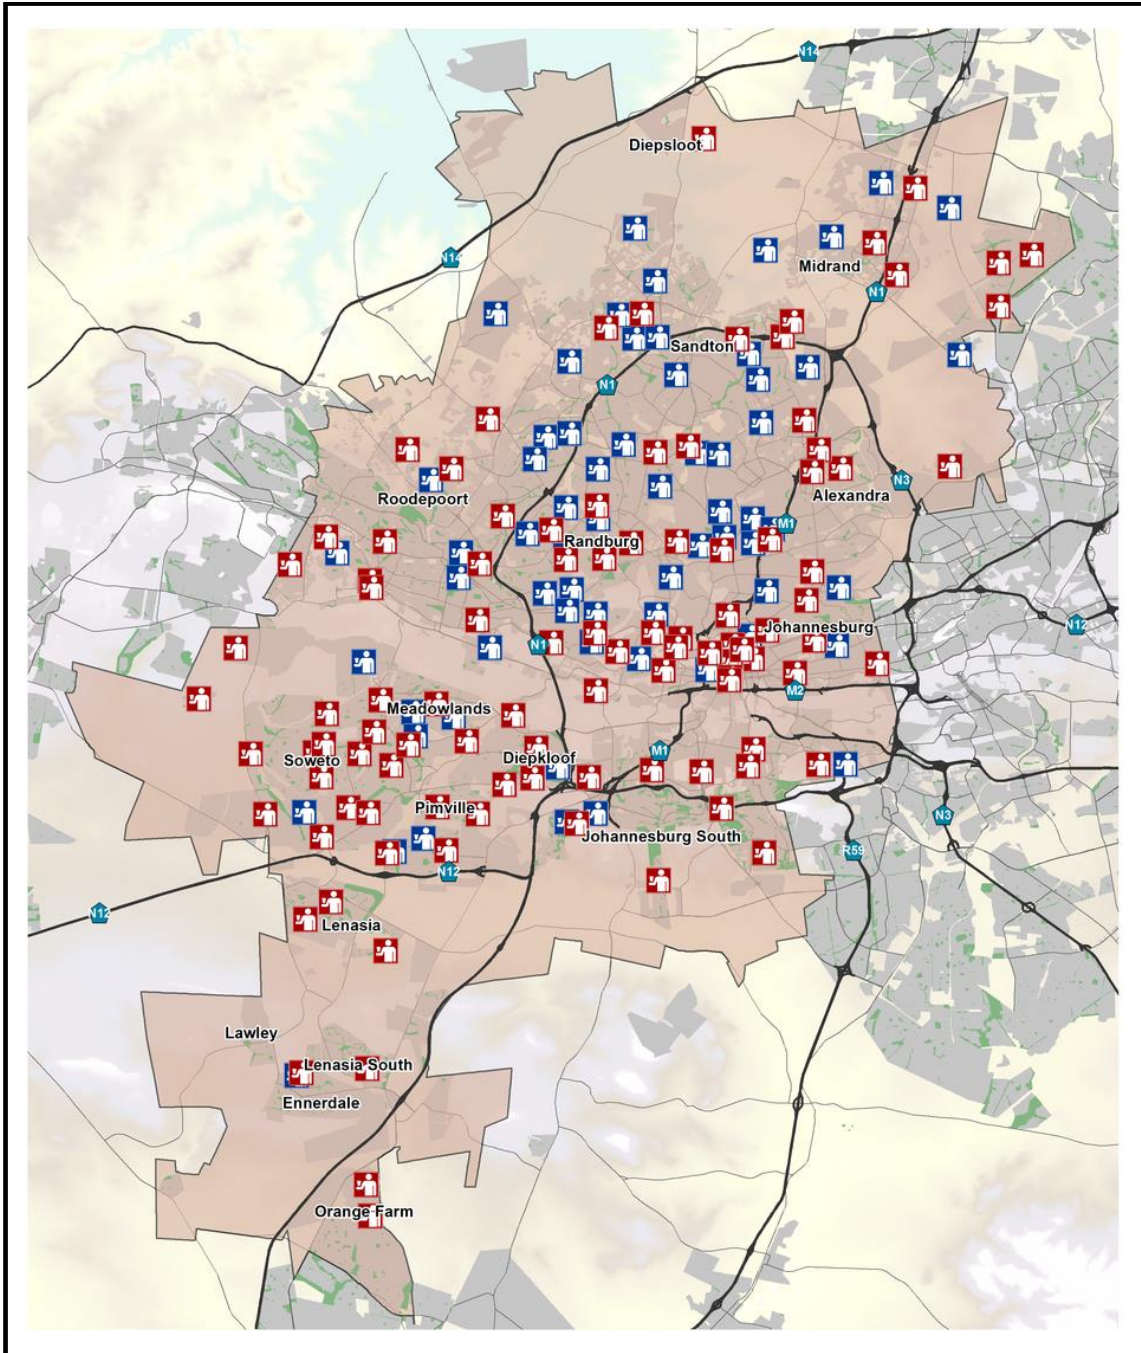 N14
Diepsloot
N14
Midrand
N1
Sandton
N1
Roodepoort
Alexandra
N3
M1
Randburg
N12
Johannesburg
N1
M2
Meadowlands
M1
Diepkloof
Soweto
Pimville
N3
Johannesburg South
R59
N12
N12
Lenasia
Lawley
Lenasia South
Ennerdale
Orange Farm